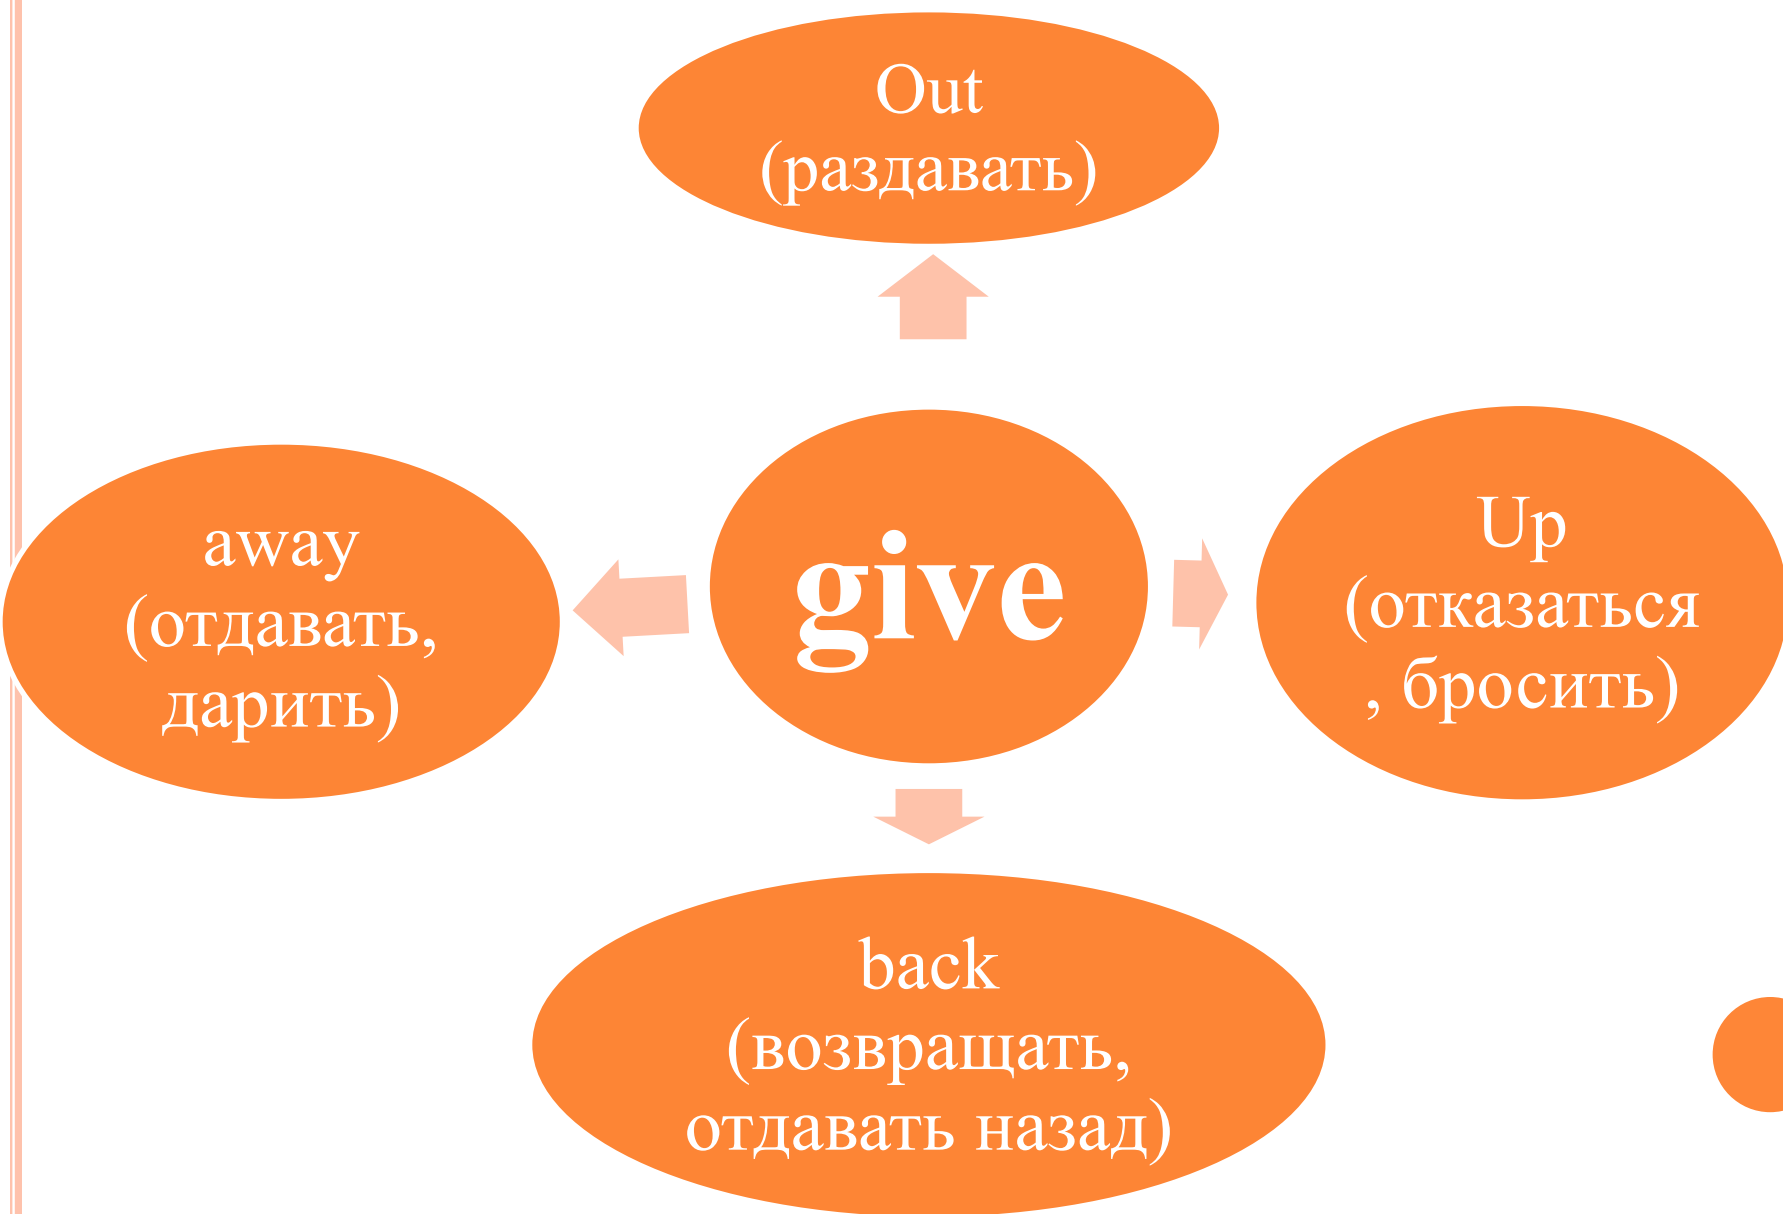 Out
(раздавать)
away
(отдавать,
дарить)
give
Up
(отказаться
, бросить)
back
(возвращать,
отдавать назад)